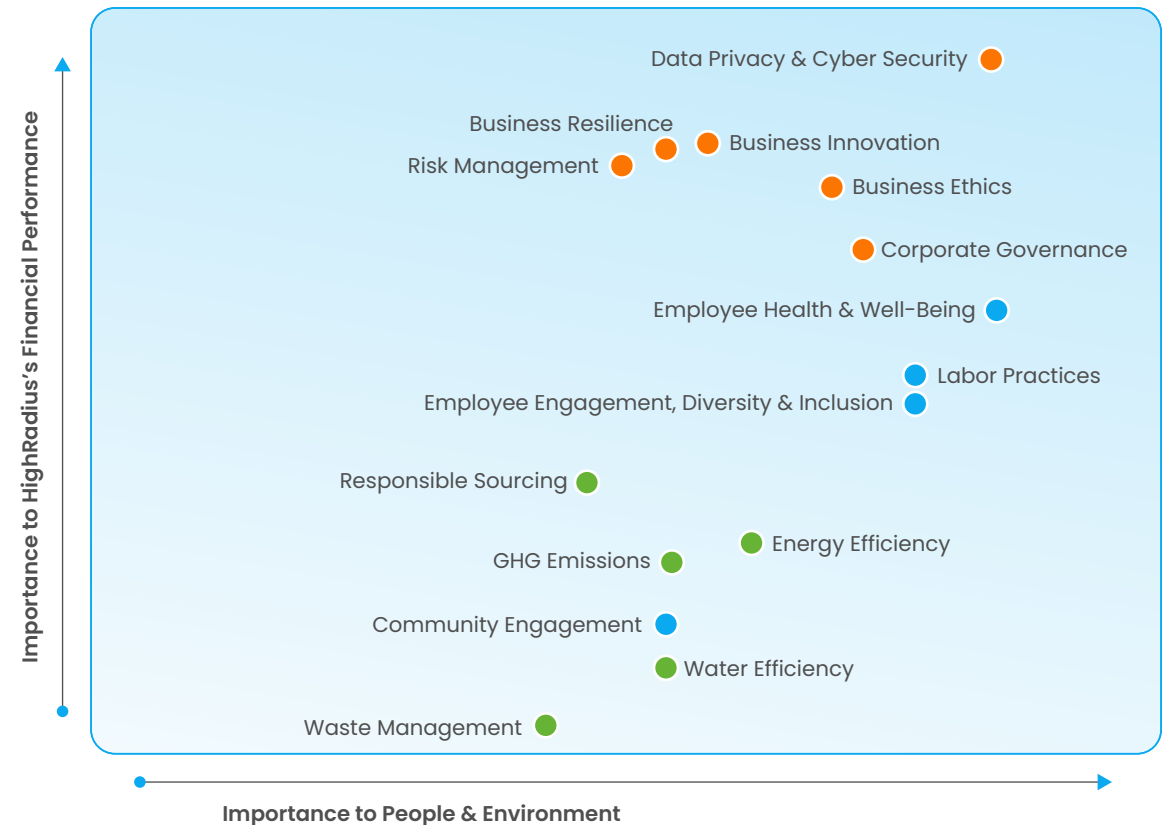 Data Privacy & Cyber Security
Business Resilience
Business Innovation
Risk Management
Business Ethics
Corporate Governance
Employee Health & Well-Being
Labor Practices
Employee Engagement, Diversity & Inclusion
Responsible Sourcing
Energy Efficiency
GHG Emissions
Community Engagement
Water Efficiency
Waste Management
Importance to HighRadius’s Financial Performance
Importance to People & Environment